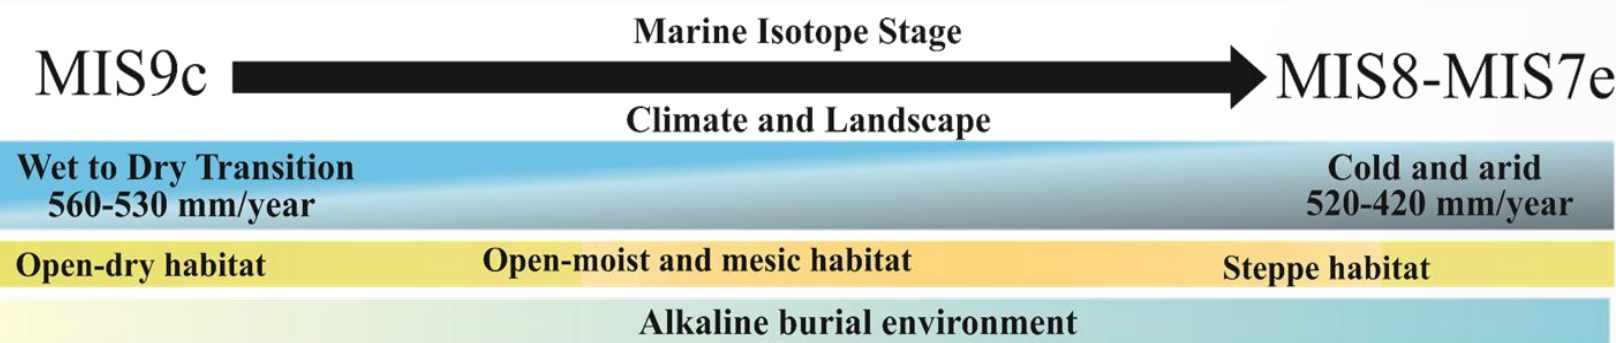 Marine Isotope Stage
MIS9c
MIS8-MIS7e
Climate and Landscape
Wet to Dry Transition
560-530 mm/year
Cold and arid
520-420 mm/year
Open-dry habitat
Open-moist and mesic habitat
Steppe habitat
Alkaline burial environment